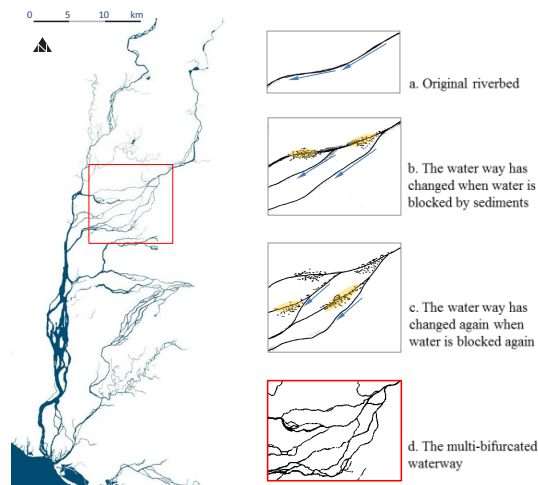 0 5 10 km
a. Original riverbed
b. The water way has
changed when water is
blocked by sediments
c. The water way has
changed again when
water is blocked again
d. The multi-bifurcated
waterway